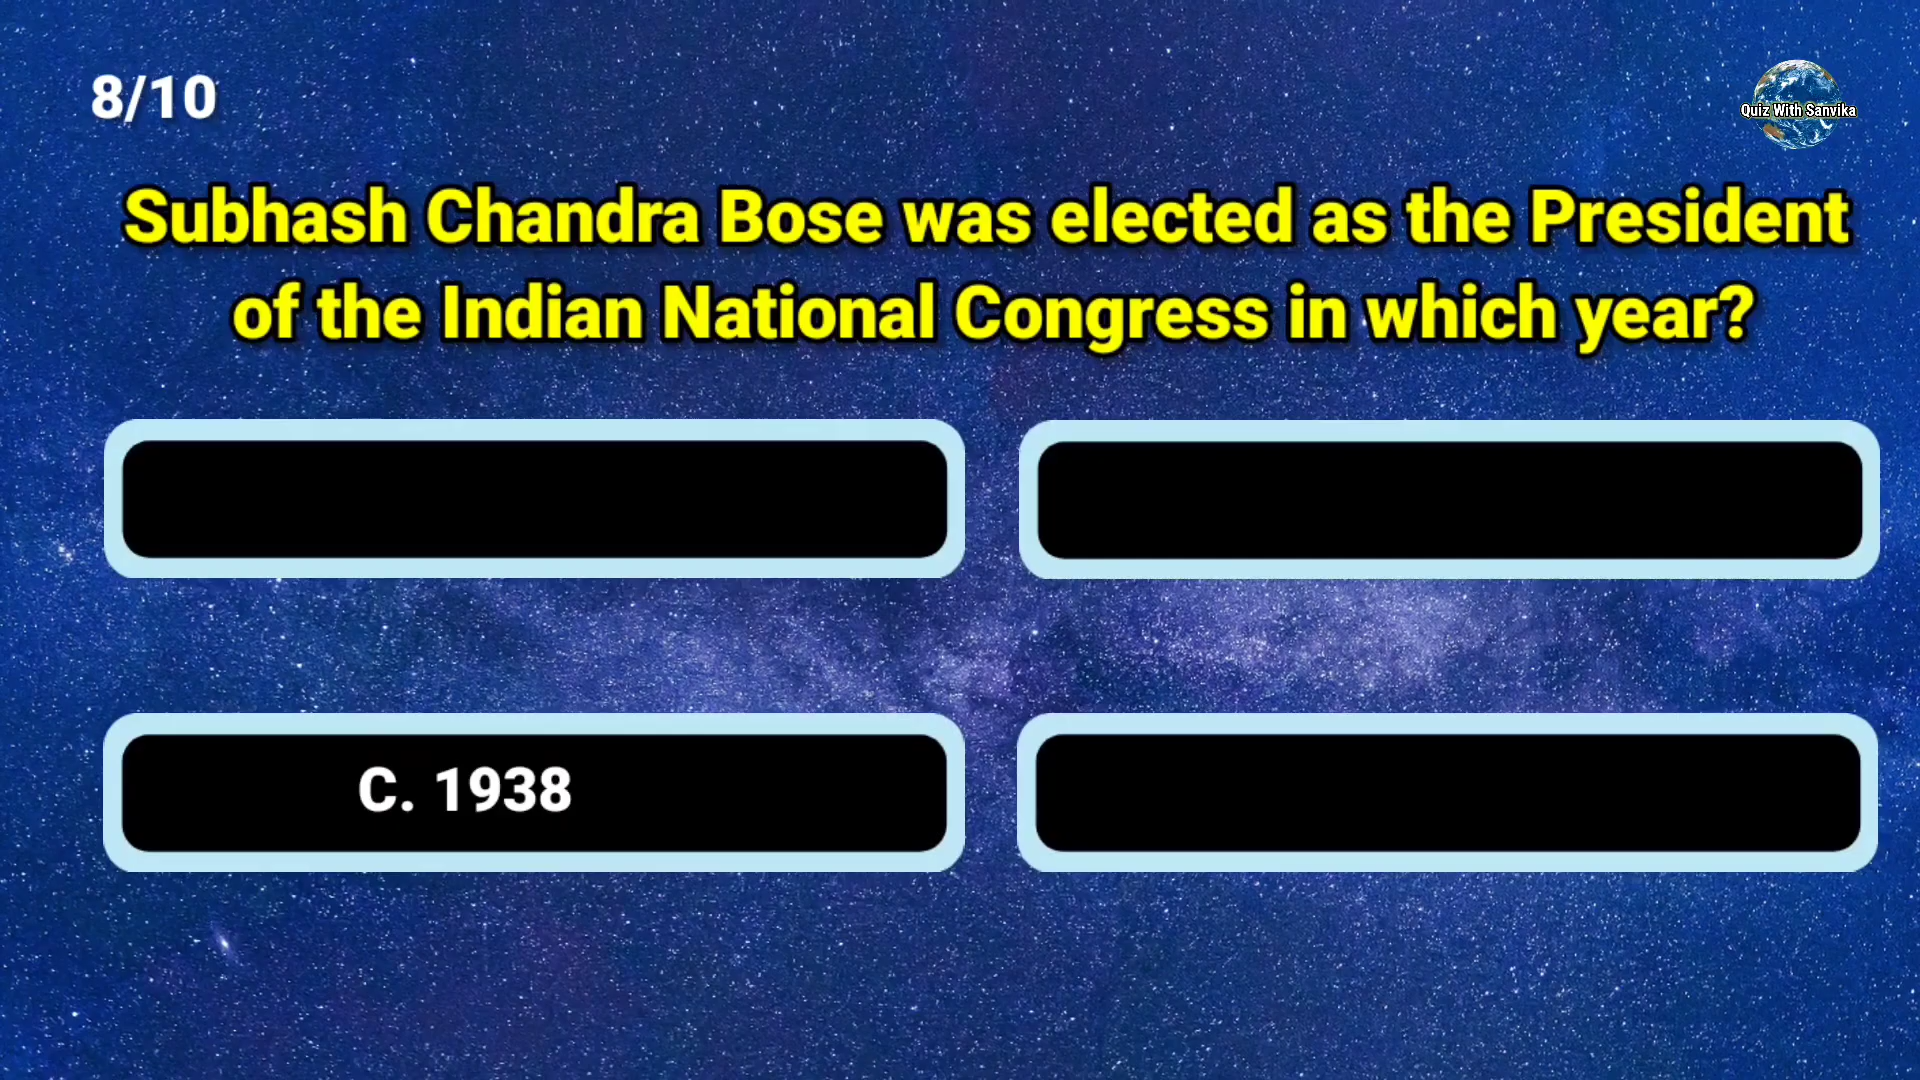 8/10
Quiz With Sanvika
Subhash Chandra Bose was elected as the President
of the Indian National Congress in which year?
C. 1938